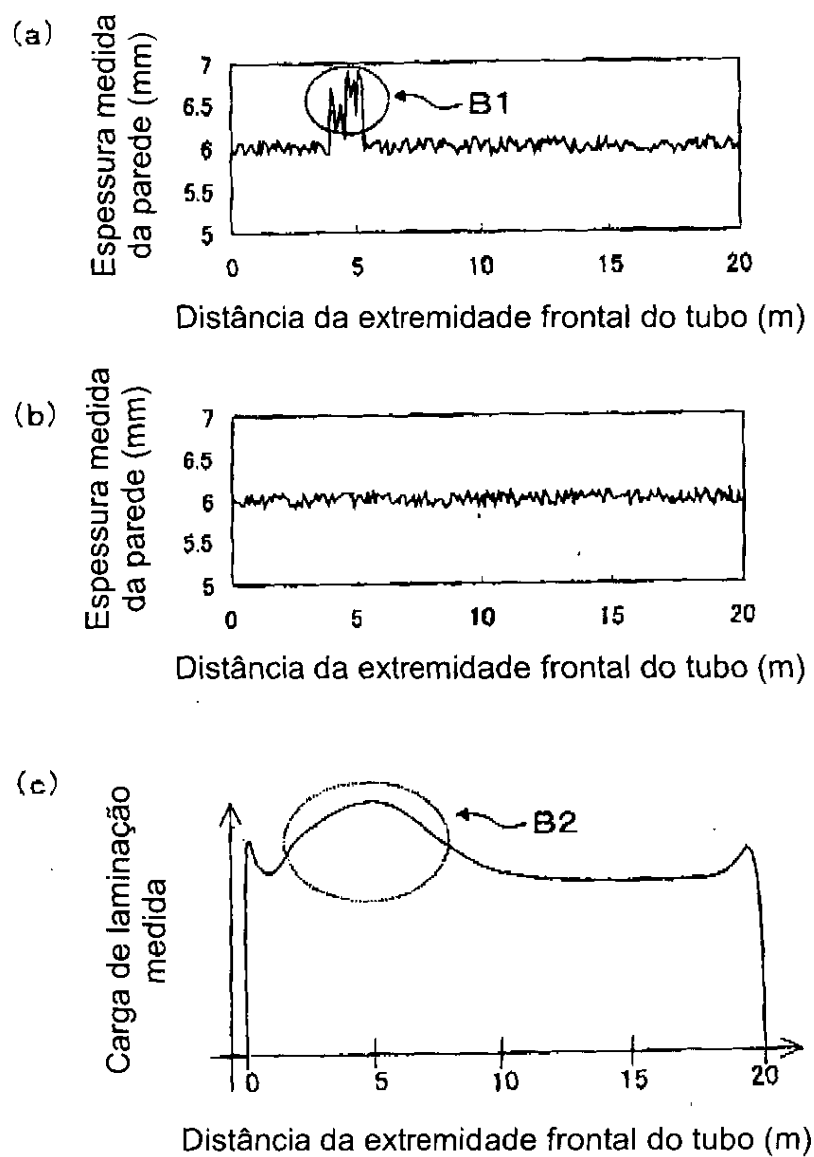 (a)
Espessura medida
da parede (mm)
7
6.5
6
5.5
5
B1
0 5 10 15 20
Distância da extremidade frontal do tubo (m)
(b)
Espessura medida
da parede (mm)
7
6.5
6
5.5
5
0 5 10 15 20
Distância da extremidade frontal do tubo (m)
(c)
Carga de laminação
medida
B2
0 5 10 15 20
Distância da extremidade frontal do tubo (m)